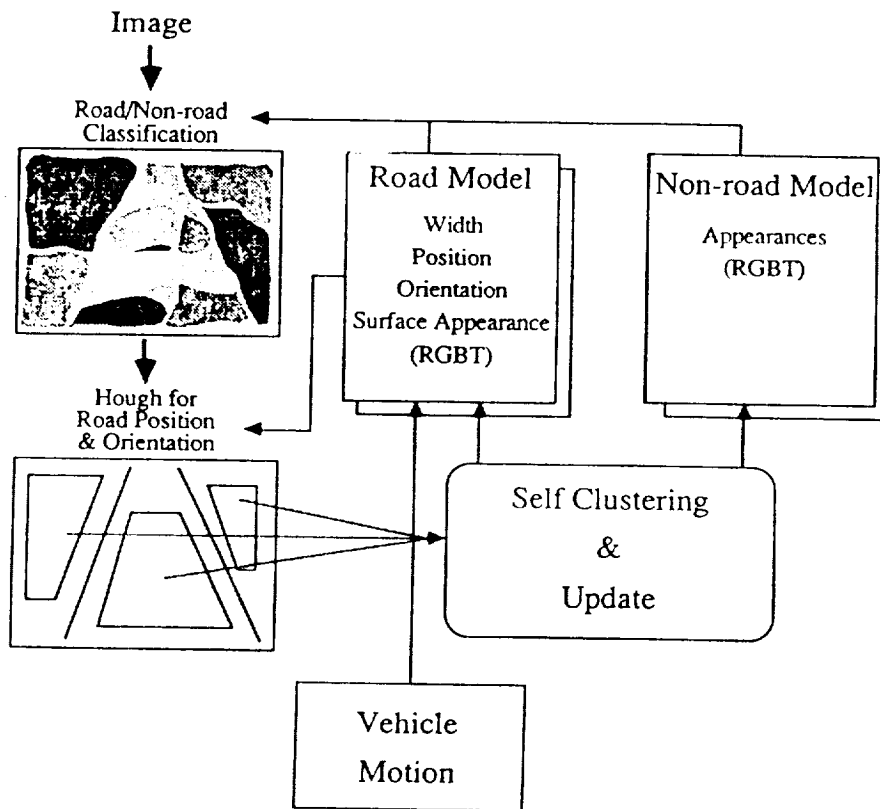 Image
Road/Non-road
Classification
Road Model
Width
Position
Orientation
Surface Appearance
(RGBT)
Non-road Model
Appearances
(RGBT)
Hough for
Road Position
& Orientation
Self Clustering
&
Update
Vehicle
Motion